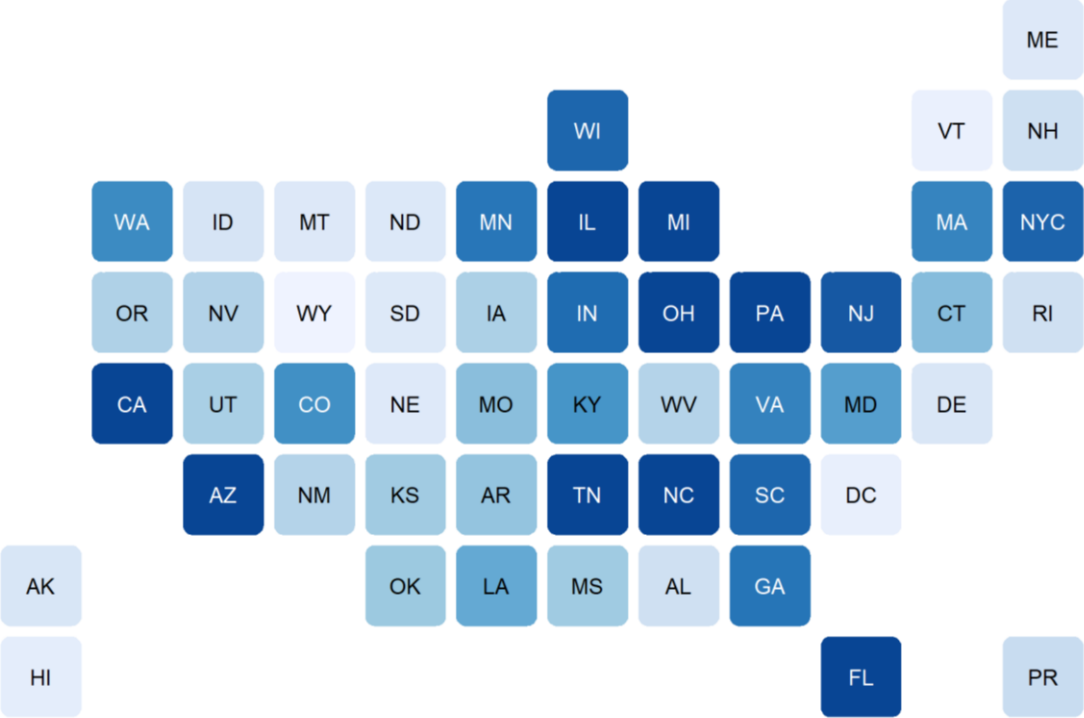 ME
WI VT NH
WA ID MT ND MN IL MI MA NYC
OR NV WY SD IA IN OH PA NJ CT RI
CA UT CO NE MO KY WV VA MD DE
AZ NM KS AR TN NC SC DC
AK OK LA MS AL GA
HI FL PR